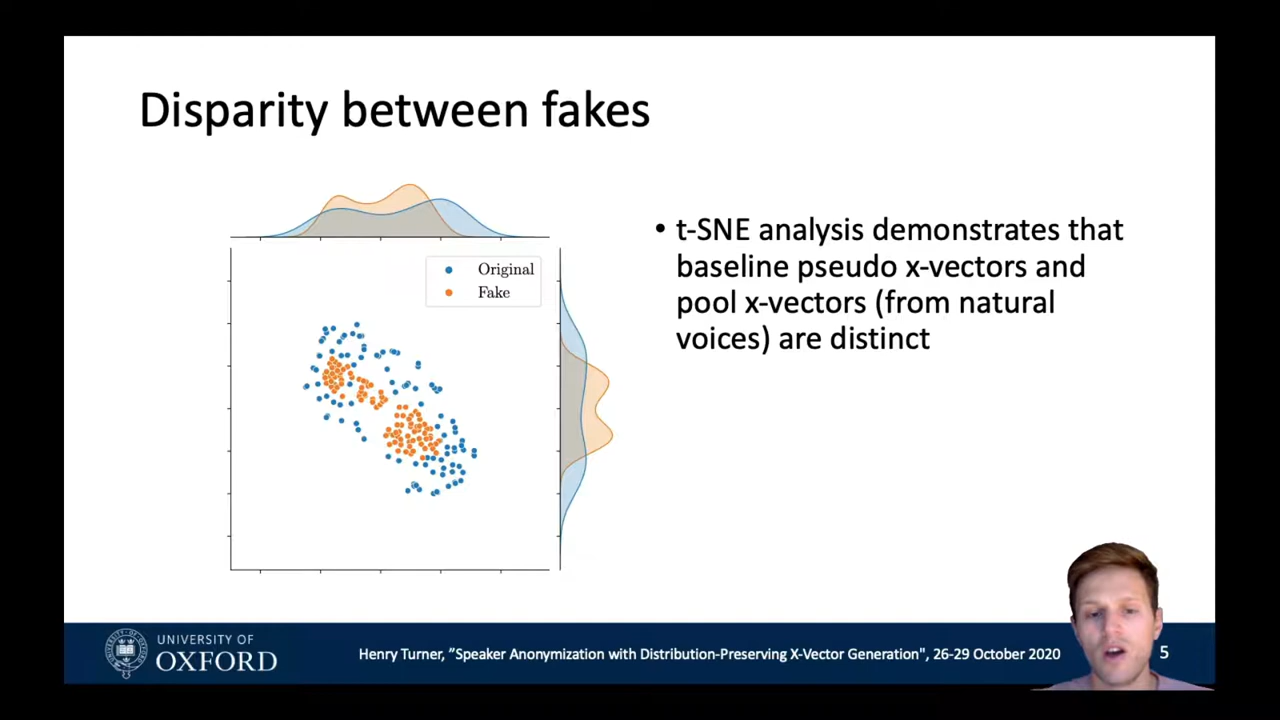 Disparity between fakes
Original
Fake
• t-SNE analysis demonstrates that
baseline pseudo x-vectors and
pool x-vectors (from natural
voices) are distinct
UNIVERSITY OF
OXFORD
Henry Turner, ”Speaker Anonymization with Distribution-Preserving X-Vector Generation", 26-29 October 2020
5